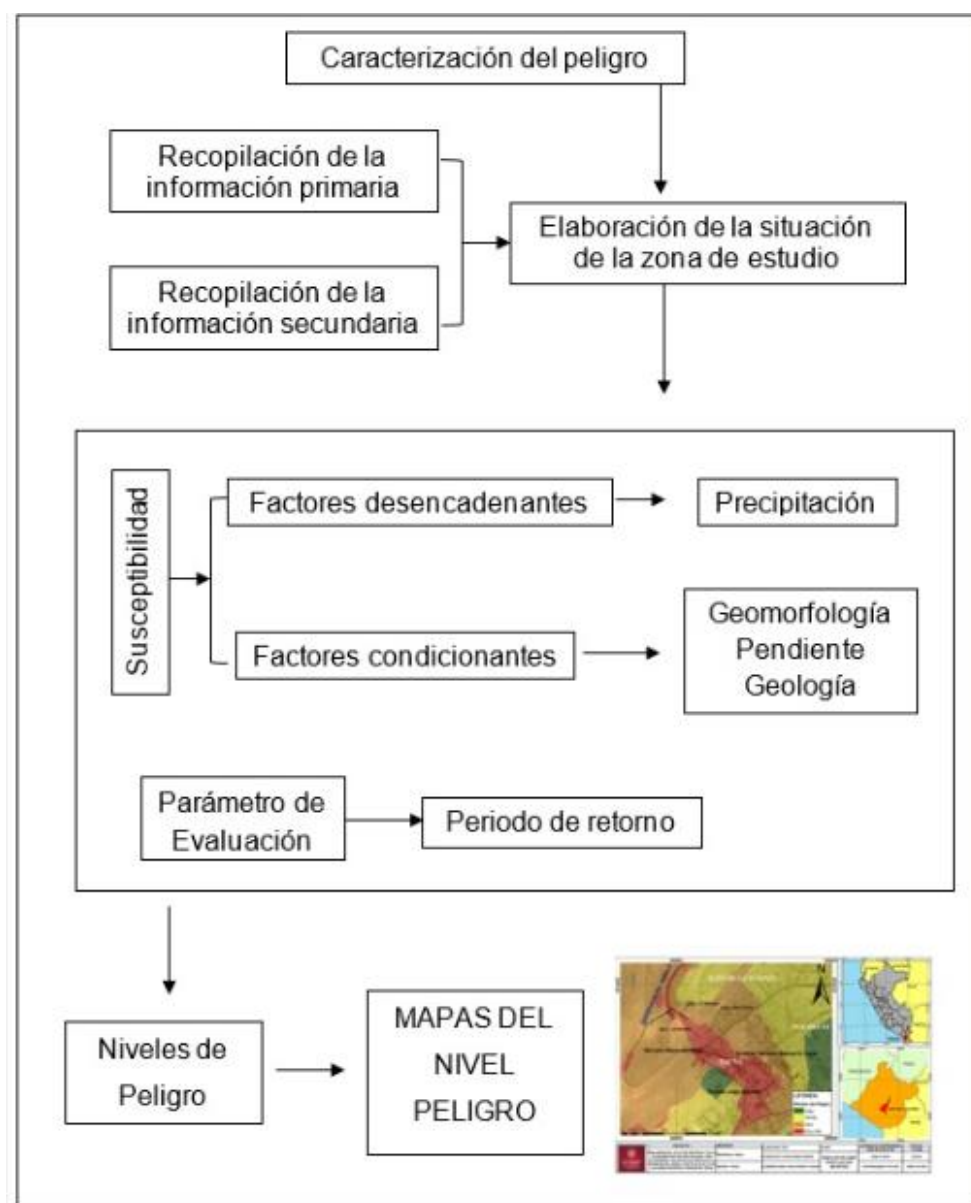 Caracterización del peligro
Recopilación de la
información primaria
Elaboración de la situación
de la zona de estudio
Recopilación de la
información secundaria
Susceptibilidad
Factores desencadenantes
Precipitación
Factores condicionantes
Geomorfología
Pendiente
Geología
Parámetro de
Evaluación
Periodo de retorno
Niveles de
Peligro
MAPAS DEL
NIVEL
PELIGRO